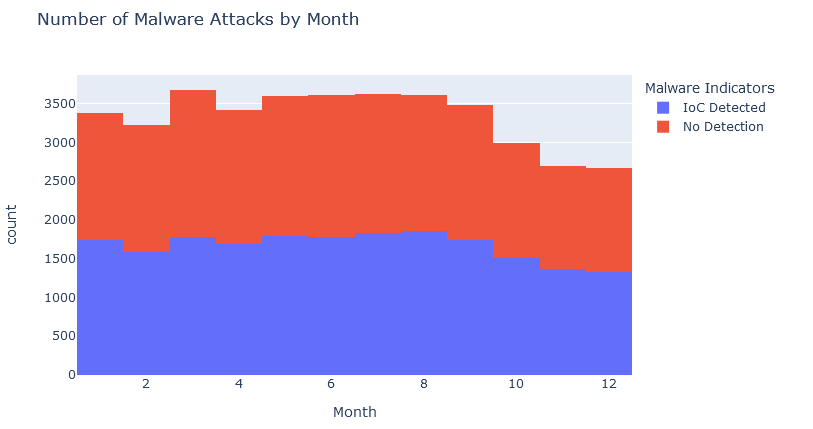 Number of Malware Attacks by Month
Malware Indicators
IoC Detected
No Detection
count
3500
3000
2500
2000
1500
1000
500
0
2 4 6 8 10 12
Month